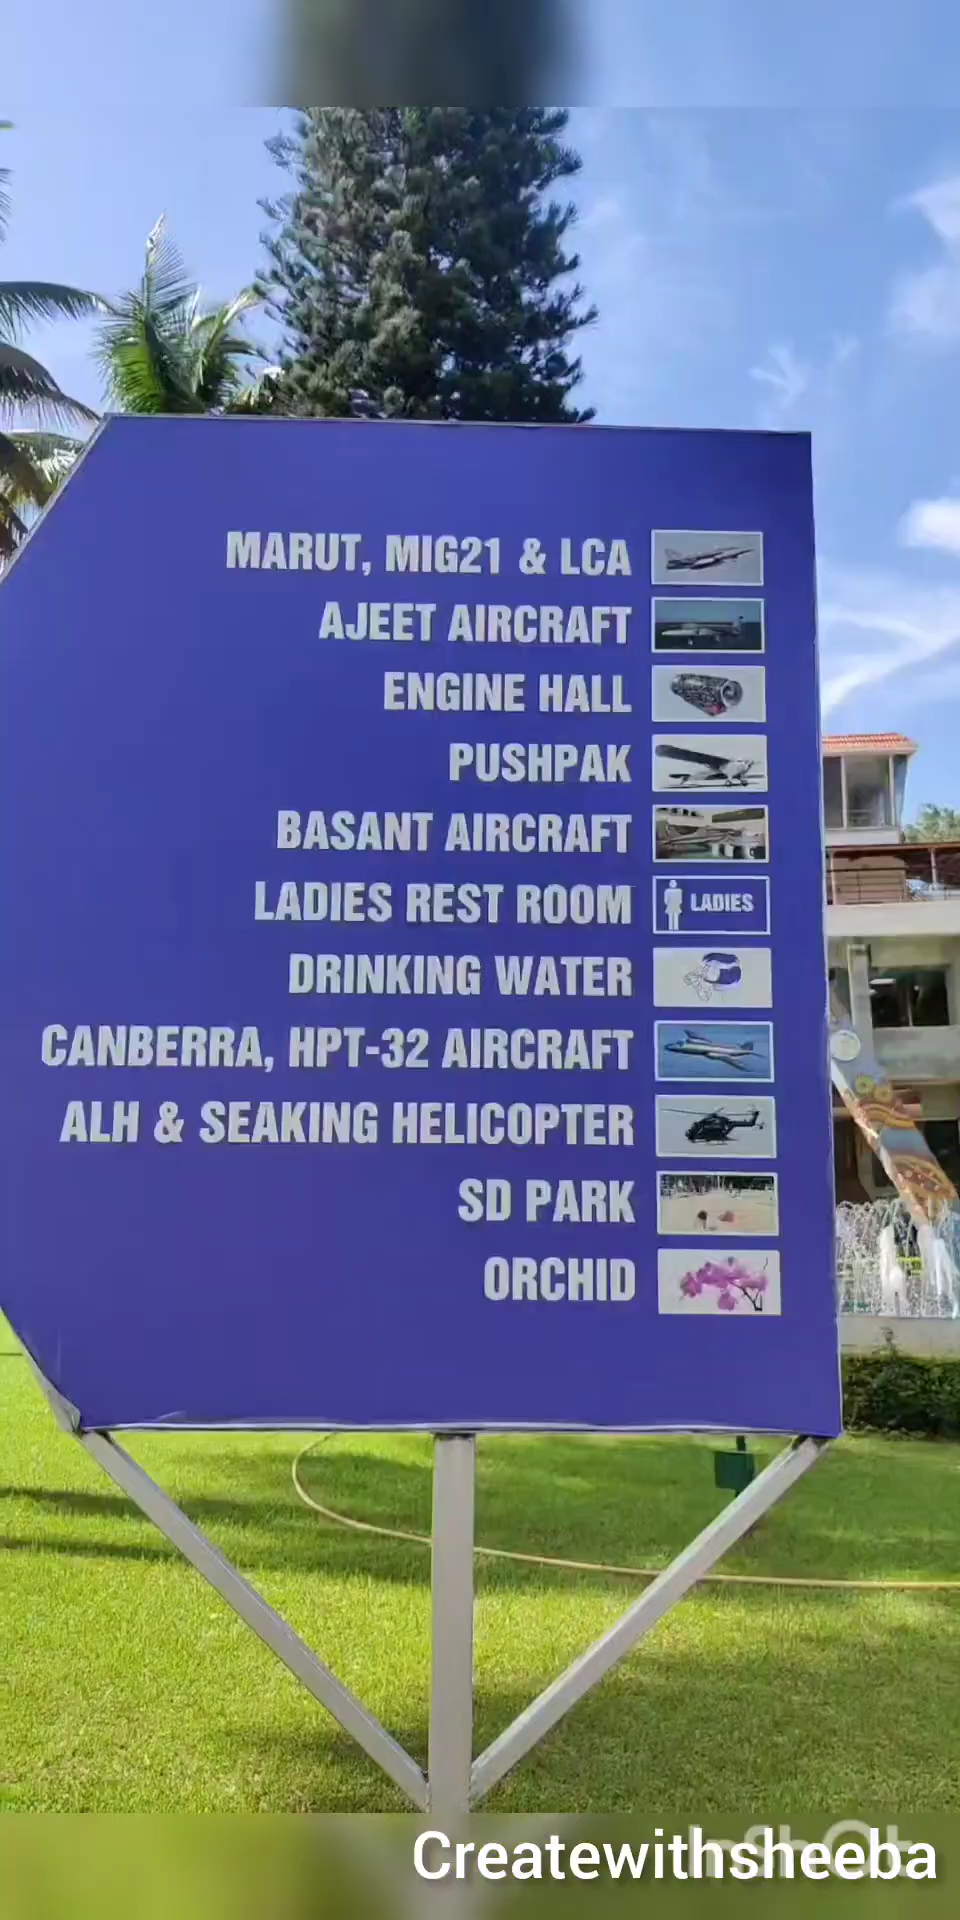 MARUT, MIG21 & LCA
AJEET AIRCRAFT
ENGINE HALL
PUSHPAK
BASANT AIRCRAFT
LADIES REST ROOM
LADIES
DRINKING WATER
CANBERRA, HPT-32 AIRCRAFT
ALH & SEAKING HELICOPTER
SD PARK
ORCHID
Createwithsheeba
InShOt